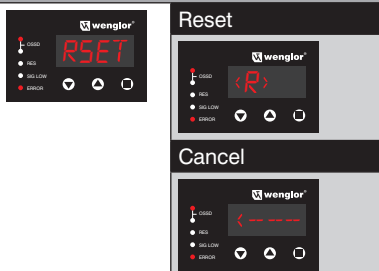 wenglor®
OSSD
RES
SIG LOW
ERROR
RSET
Reset
wenglor®
OSSD
RES
SIG LOW
ERROR
<R>
Cancel
wenglor®
OSSD
RES
SIG LOW
ERROR
<-----